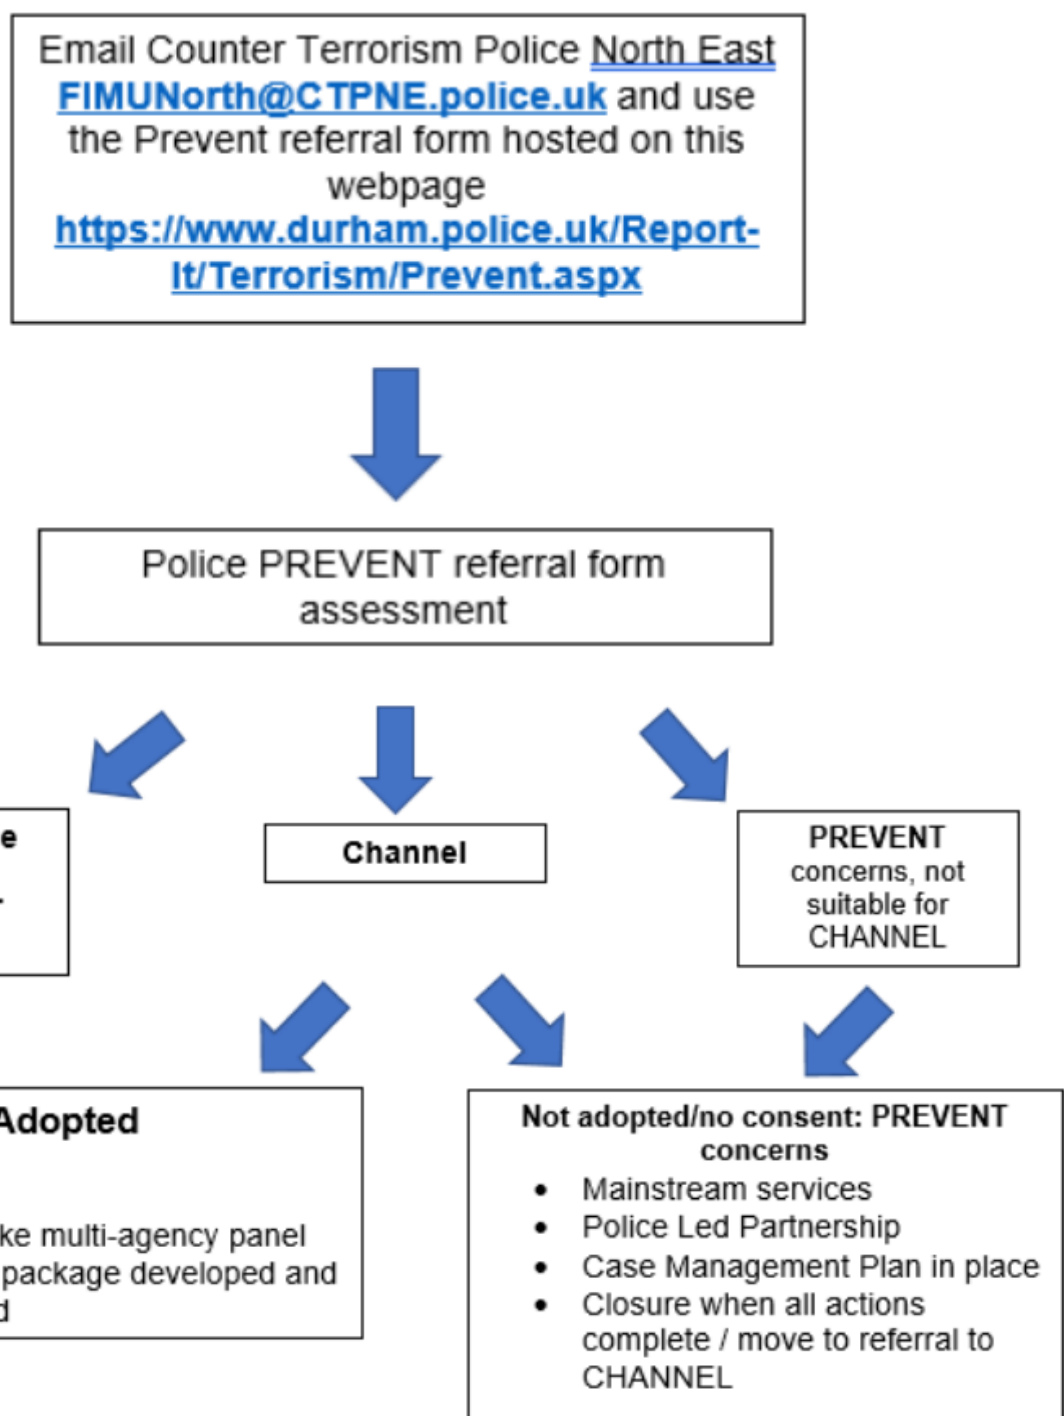 Email Counter Terrorism Police North East
FIMUNorth@CTPNE.police.uk and use
the Prevent referral form hosted on this
webpage
https://www.durham.police.uk/Report-
It/Terrorism/Prevent.aspx
Police PREVENT referral form
assessment
Channel
PREVENT
concerns, not
suitable for
CHANNEL
Adopted
multi-agency panel
package developed and
Not adopted/no consent: PREVENT
concerns
• Mainstream services
• Police Led Partnership
• Case Management Plan in place
• Closure when all actions
complete / move to referral to
CHANNEL